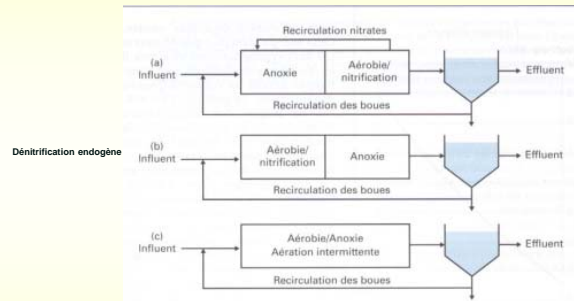 Recirculation nitrates
(a)
Influent
Anoxie
Aérobie/
nitrification
Effluent
Recirculation des boues
Dénitrification endogène
(b)
Influent
Aérobie/
nitrification
Anoxie
Effluent
Recirculation des boues
(c)
Influent
Aérobie/Anoxie
Aération intermittente
Effluent
Recirculation des boues